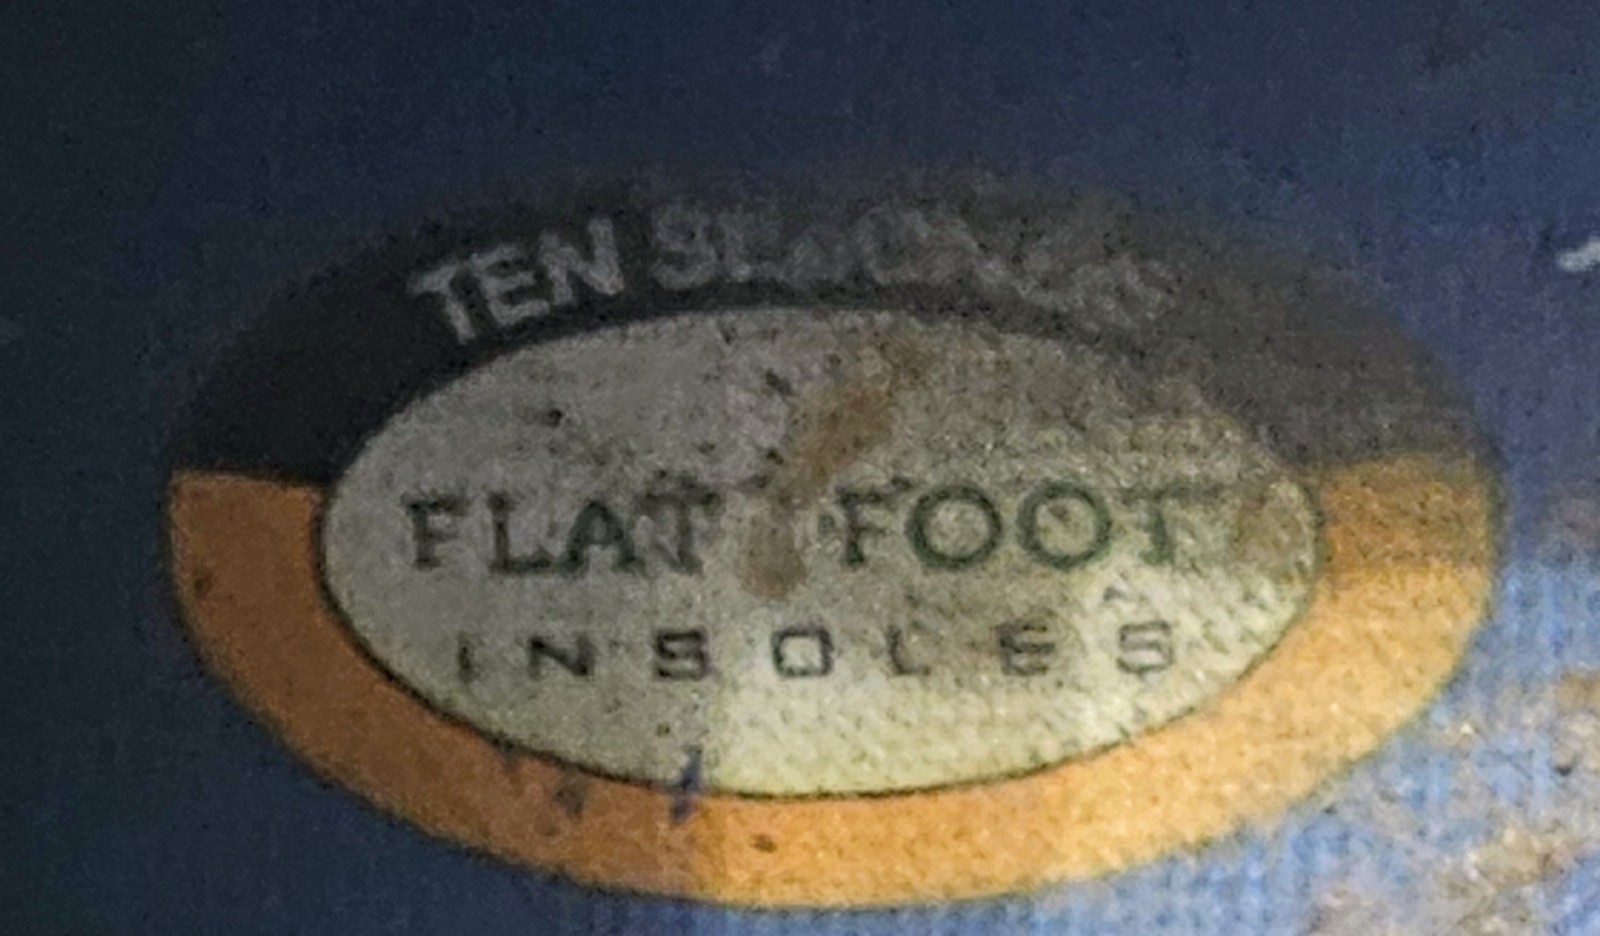 TEN
FLAT FOOT
INSOLES